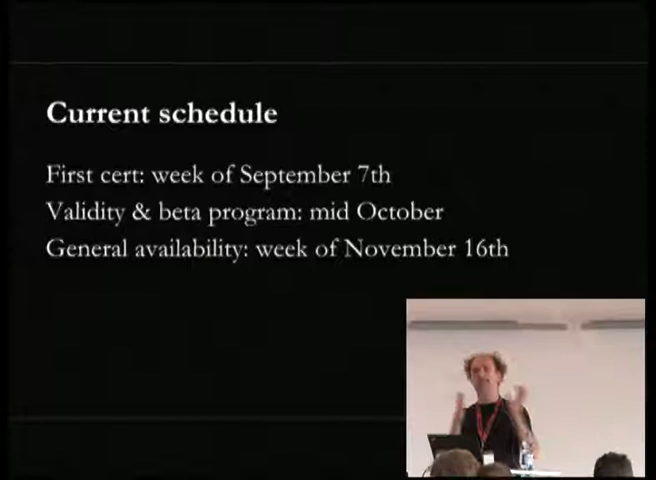 Current schedule
First cert: week of September 7th
Validity & beta program: mid October
General availability: week of November 16th